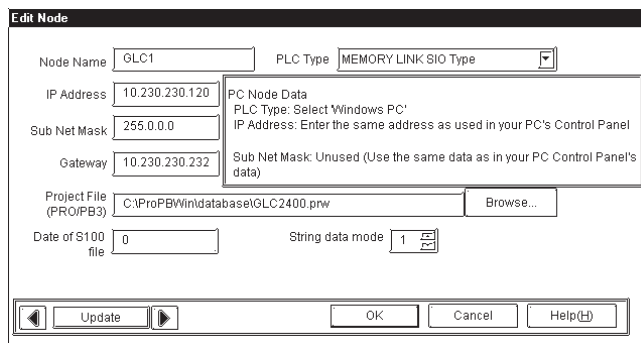 Edit Node
Node Name GLC1 PLC Type MEMORY LINK SIO Type
IP Address 10.230.230.120
Sub Net Mask 255.0.0.0
Gateway 10.230.230.232
PC Node Data
PLC Type: Select 'Windows PC'
IP Address: Enter the same address as used in your PC's Control Panel
Sub Net Mask: Unused (Use the same data as in your PC Control Panel's
data)
Project File
(PRO/PB3) C:\ProPBWin\database\GLC2400.prw Browse...
Date of S100
file 0 String data mode 1
Update OK Cancel Help(H)